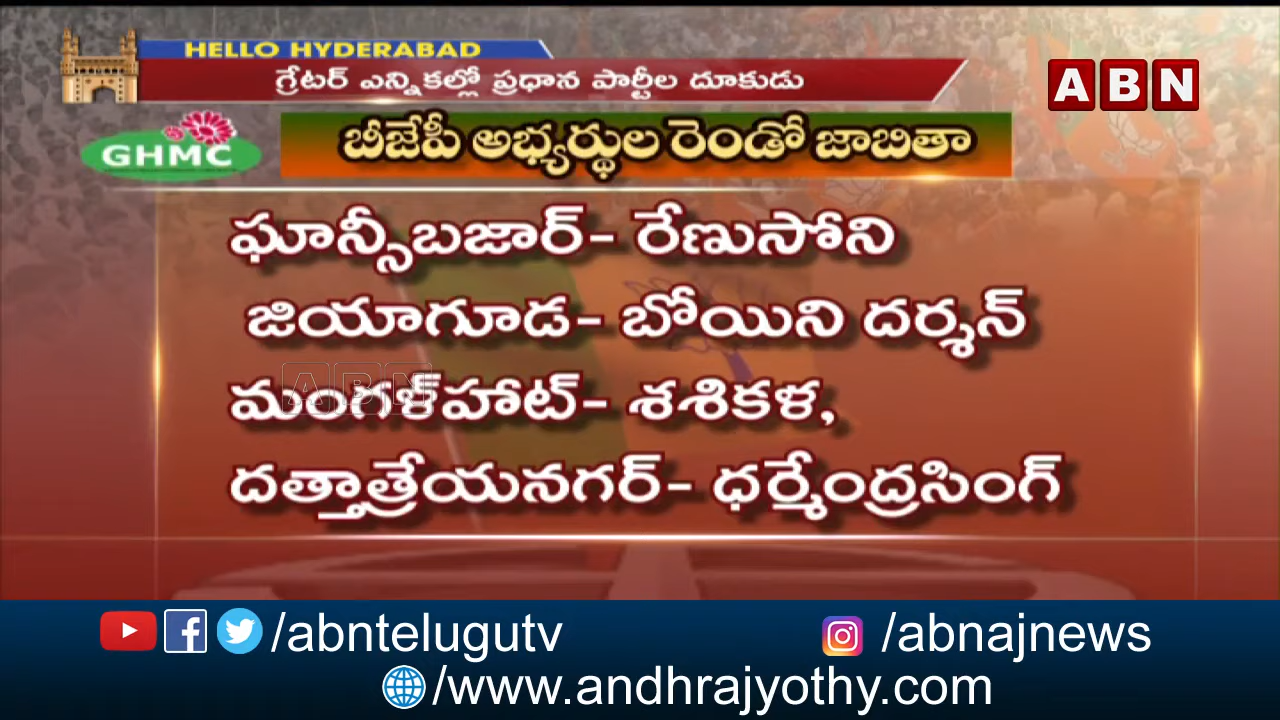 HELLO HYDERABAD
గ్రేటర్ ఎన్నికల్లో ప్రధాన పార్టీల దూకుడు
ABN
GHMC
బీజేపీ అభ్యర్థుల రెండో జాబితా
ఘాన్సీబజార్- రేణుసోని
జియాగూడ- బోయిని దర్శన్
మంగళ్‌హాట్- శశికళ,
ABN
దత్తాత్రేయనగర్- ధర్మేంద్రసింగ్
/abntelugutv
/abnajnews
/www.andhrajyothy.com